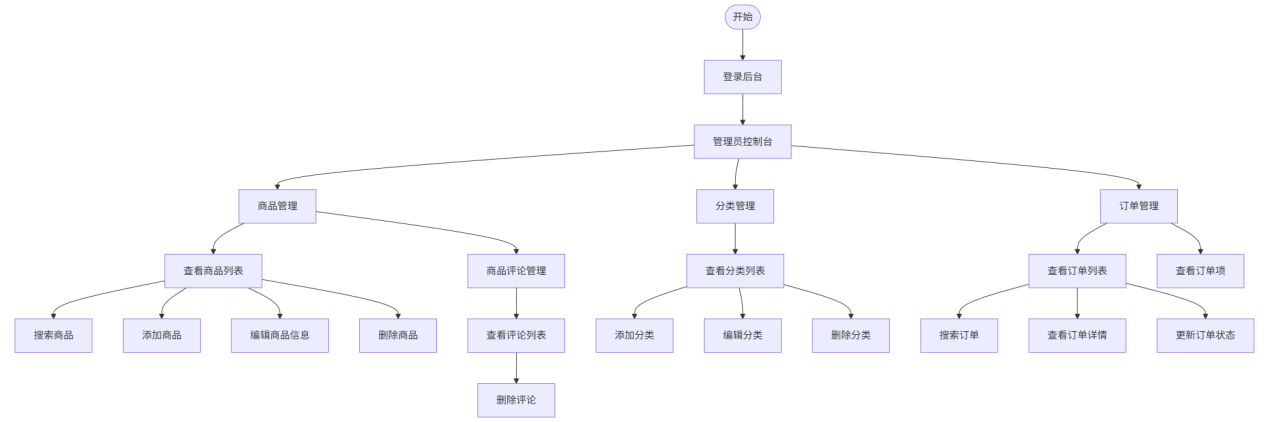 开始
登录后台
管理员控制台
商品管理
分类管理
订单管理
查看商品列表
商品评论管理
查看分类列表
查看订单列表
查看订单项
搜索商品
添加商品
编辑商品信息
删除商品
查看评论列表
添加分类
编辑分类
删除分类
搜索订单
查看订单详情
更新订单状态
删除评论